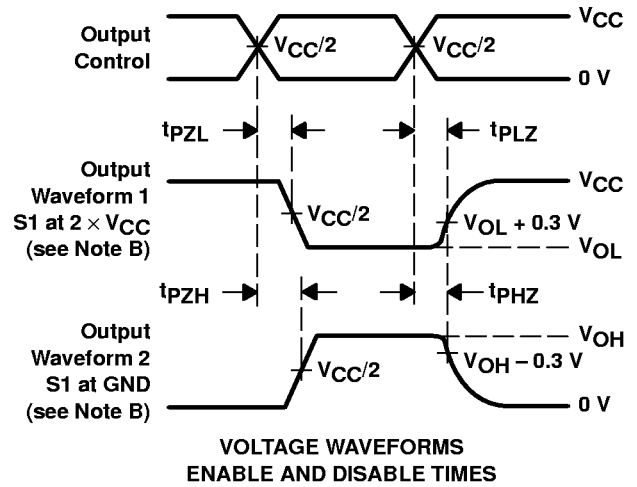 VCC
Output
Control
VCC/2
VCC/2
0 V
tPZL
tPLZ
Output
Waveform 1
S1 at 2 × VCC
(see Note B)
VCC
VCC/2
VOL + 0.3 V
VOL
tPZH
tPHZ
Output
Waveform 2
S1 at GND
(see Note B)
VOH
VCC/2
VOH – 0.3 V
0 V
VOLTAGE WAVEFORMS
ENABLE AND DISABLE TIMES